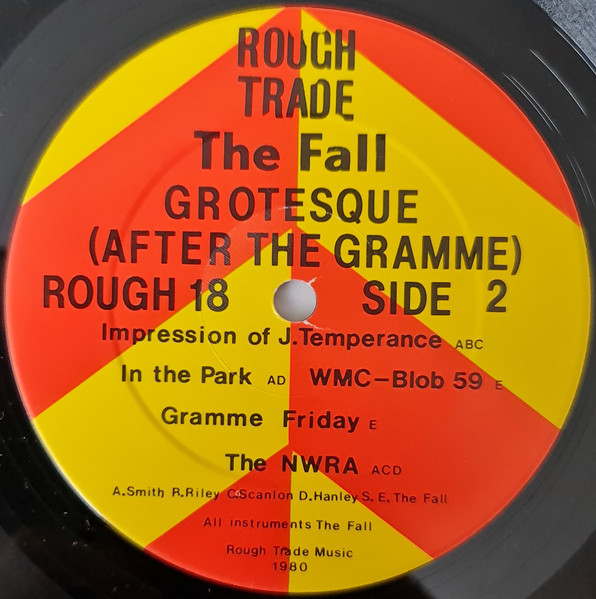 ROUGH
TRADE
The Fall
GROTESQUE
(AFTER THE GRAMME)
ROUGH 18 SIDE 2
Impression of J.Temperance ABC
In the Park AD WMC-Blob 59 E
Gramme Friday E
The NWRA ACD
A.Smith R.Riley C.Scanlon D.Hanley S. E. The Fall
All instruments The Fall
Rough Trade Music
1980